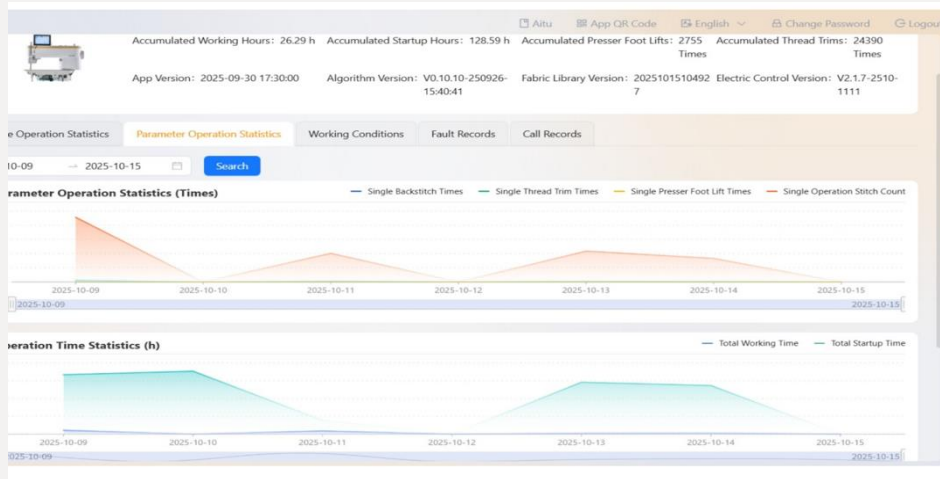 Aitu App QR Code English Change Password Logout
Accumulated Working Hours: 26.29 h Accumulated Startup Hours: 128.59 h Accumulated Presser Foot Lifts: 2755 Times Accumulated Thread Trims: 24390 Times
App Version: 2025-09-30 17:30:00 Algorithm Version: V0.10.10-250926-15:40:41 Fabric Library Version: 20251015104927 Electric Control Version: V2.1.7-2510-1111
e Operation Statistics Parameter Operation Statistics Working Conditions Fault Records Call Records
10-09 → 2025-10-15 Search
rameter Operation Statistics (Times) Single Backstitch Times Single Thread Trim Times Single Presser Foot Lift Times Single Operation Stitch Count
2025-10-09 2025-10-10 2025-10-11 2025-10-12 2025-10-13 2025-10-14 2025-10-15
2025-10-09 2025-10-15
peration Time Statistics (h) Total Working Time Total Startup Time
2025-10-09 2025-10-10 2025-10-11 2025-10-12 2025-10-13 2025-10-14 2025-10-15
025-10-09 2025-10-15